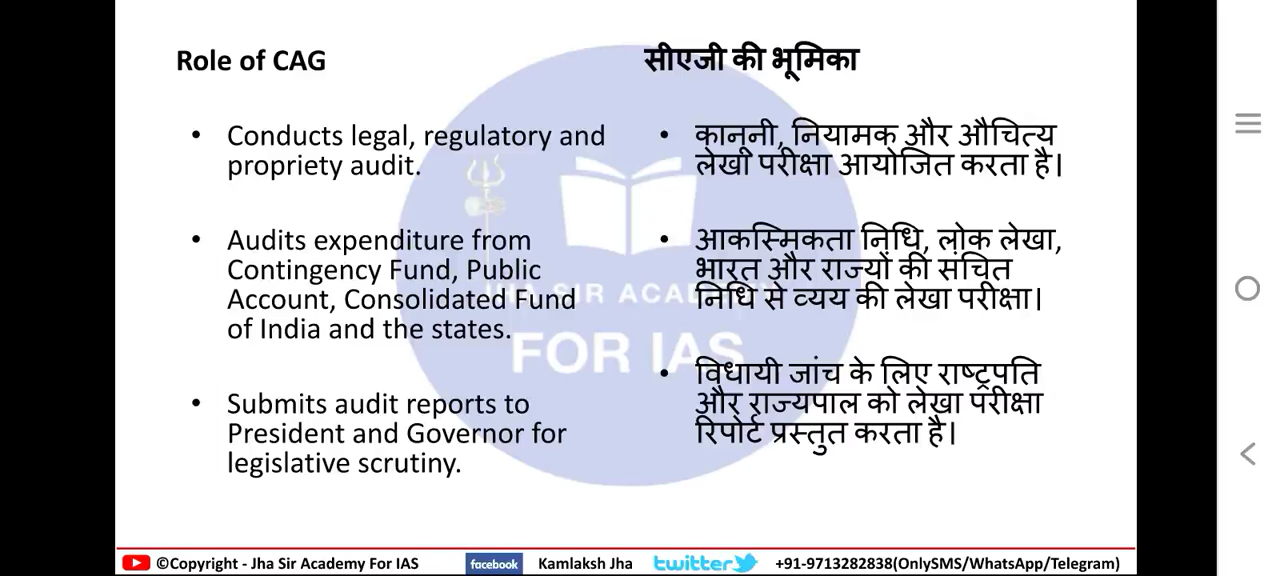 Role of CAG
• Conducts legal, regulatory and
propriety audit.
• Audits expenditure from
Contingency Fund, Public
Account, Consolidated Fund
of India and the states.
• Submits audit reports to
President and Governor for
legislative scrutiny.
सीएजी की भूमिका
• कानूनी, नियामक और औचित्य
लेखा परीक्षा आयोजित करता है।
• आकस्मिकता निधि, लोक लेखा,
भारत और राज्यों की संचित
निधि से व्यय की लेखा परीक्षा।
• विधायी जांच के लिए राष्ट्रपति
और राज्यपाल को लेखा परीक्षा
रिपोर्ट प्रस्तुत करता है।
JHA SIR ACADEMY
FOR IAS
©Copyright - Jha Sir Academy For IAS facebook Kamlaksh Jha twitter +91-9713282838(OnlySMS/WhatsApp/Telegram)